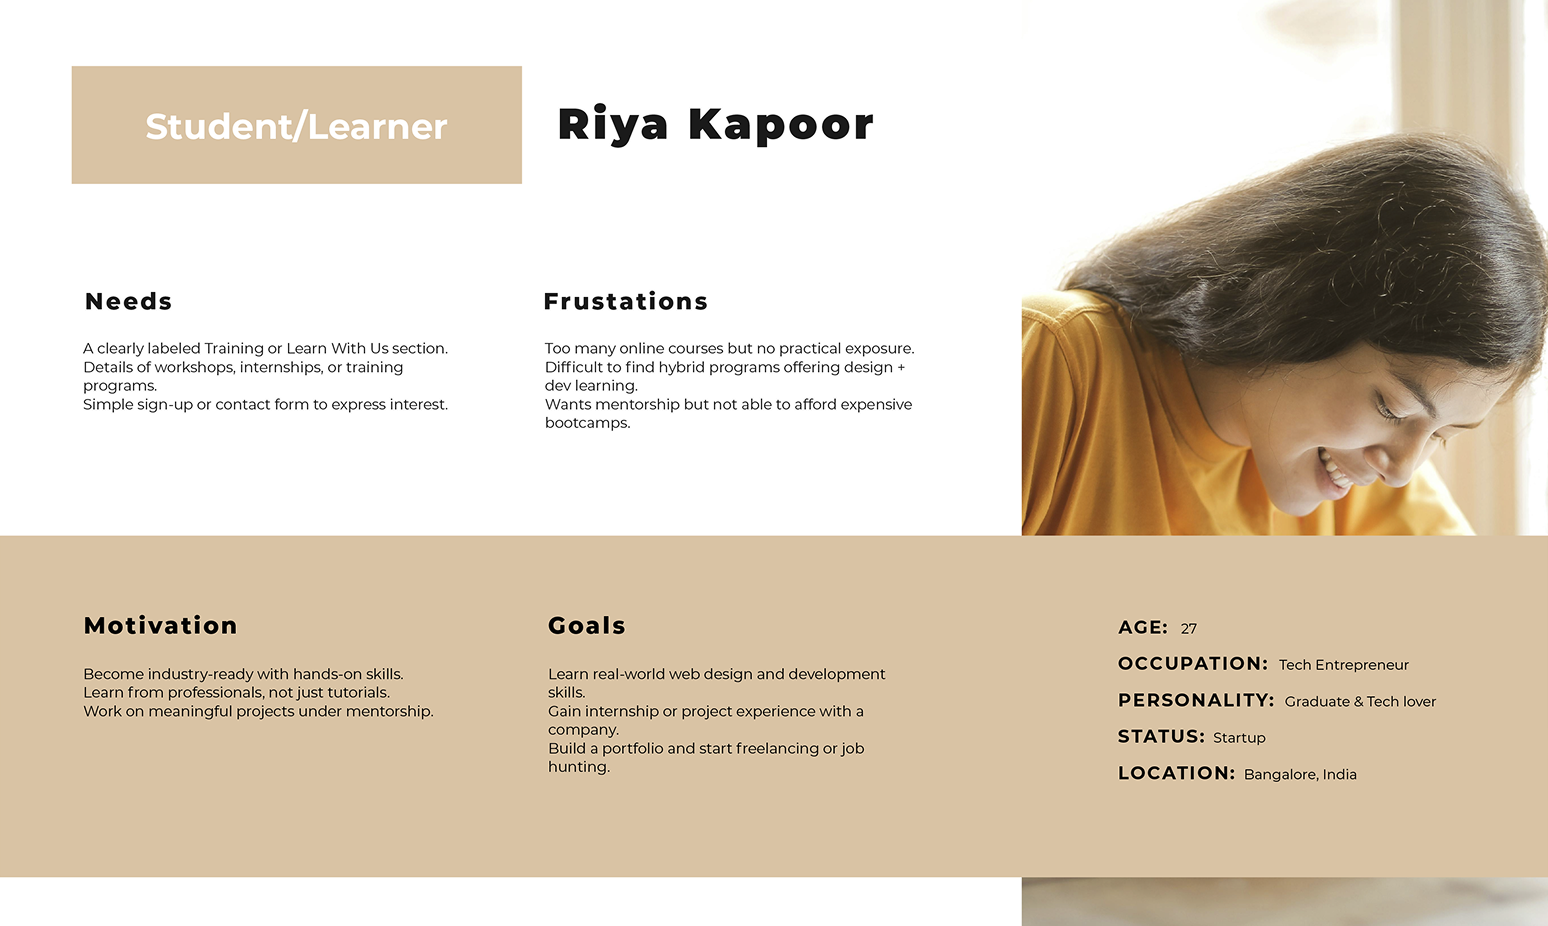 Student/Learner
Riya Kapoor
Needs
A clearly labeled Training or Learn With Us section.
Details of workshops, internships, or training
programs.
Simple sign-up or contact form to express interest.
Frustations
Too many online courses but no practical exposure.
Difficult to find hybrid programs offering design +
dev learning.
Wants mentorship but not able to afford expensive
bootcamps.
Motivation
Become industry-ready with hands-on skills.
Learn from professionals, not just tutorials.
Work on meaningful projects under mentorship.
Goals
Learn real-world web design and development
skills.
Gain internship or project experience with a
company.
Build a portfolio and start freelancing or job
hunting.
AGE: 27
OCCUPATION: Tech Entrepreneur
PERSONALITY: Graduate & Tech lover
STATUS: Startup
LOCATION: Bangalore, India